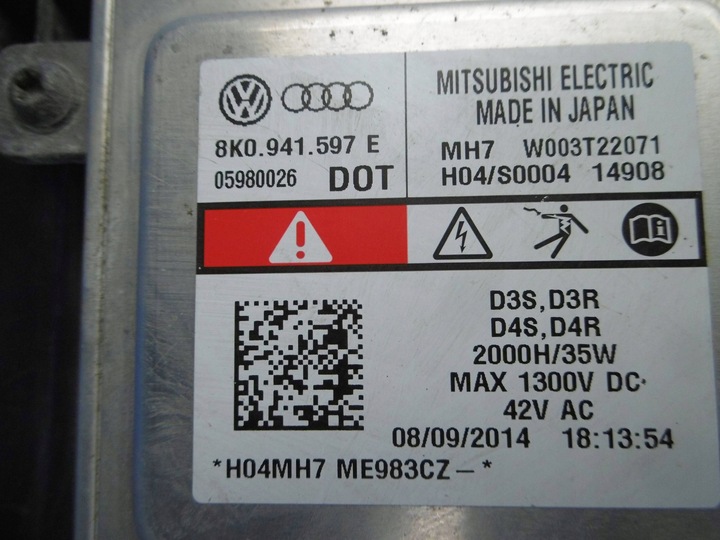 8K0.941.597 E
05980026 DOT
MITSUBISHI ELECTRIC
MADE IN JAPAN
MH7 W003T22071
H04/S0004 14908
D3S,D3R
D4S,D4R
2000H/35W
MAX 1300V DC
42V AC
08/09/2014 18:13:54
*H04MH7 ME983CZ-*